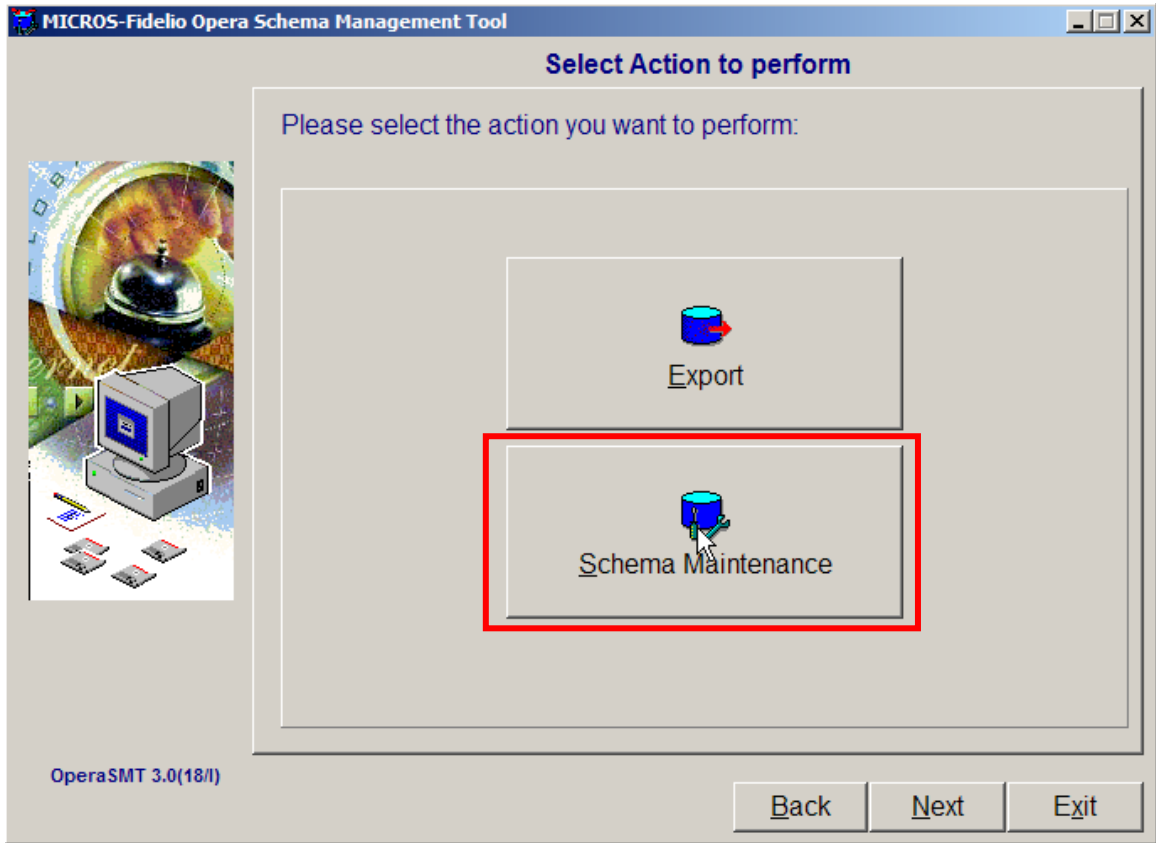 MICROS-Fidelio Opera Schema Management Tool
Select Action to perform
Please select the action you want to perform:
Export
Schema Maintenance
OperaSMT 3.0(18/I)
Back
Next
Exit